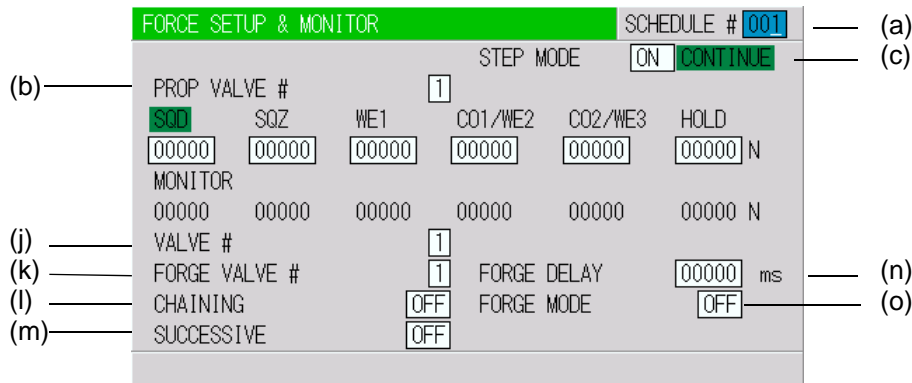 FORCE SETUP & MONITOR SCHEDULE # 001 (a)
STEP MODE ON CONTINUE (c)
(b) PROP VALVE # 1
SQD SQZ WE1 CO1/WE2 CO2/WE3 HOLD
00000 00000 00000 00000 00000 00000 N
MONITOR
00000 00000 00000 00000 00000 00000 N
(j) VALVE # 1
(k) FORGE VALVE # 1 FORGE DELAY 00000 ms (n)
(l) CHAINING OFF FORGE MODE OFF (o)
(m) SUCCESSIVE OFF